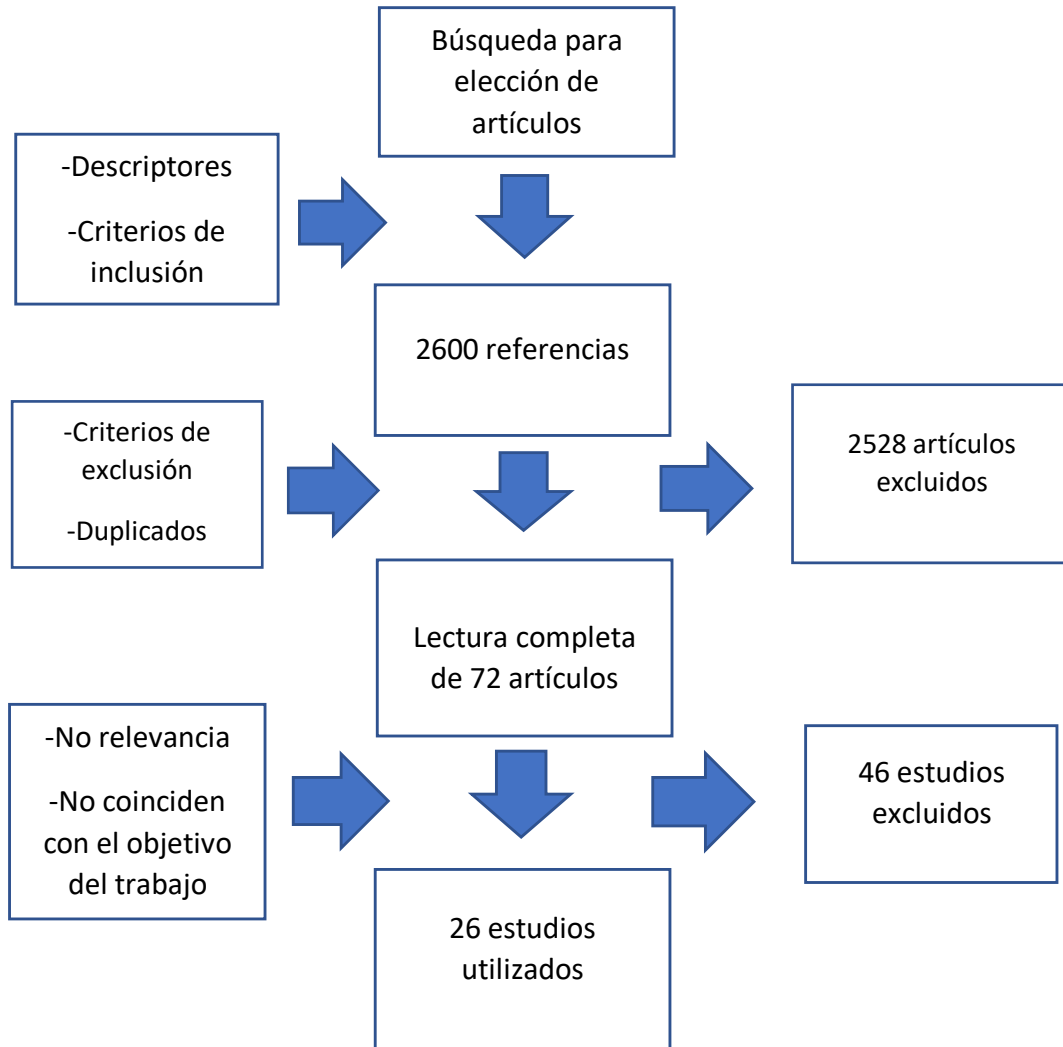 Búsqueda para
elección de
artículos
-Descriptores
-Criterios de
inclusión
2600 referencias
-Criterios de
exclusión
-Duplicados
2528 artículos
excluidos
Lectura completa
de 72 artículos
-No relevancia
-No coinciden
con el objetivo
del trabajo
46 estudios
excluidos
26 estudios
utilizados